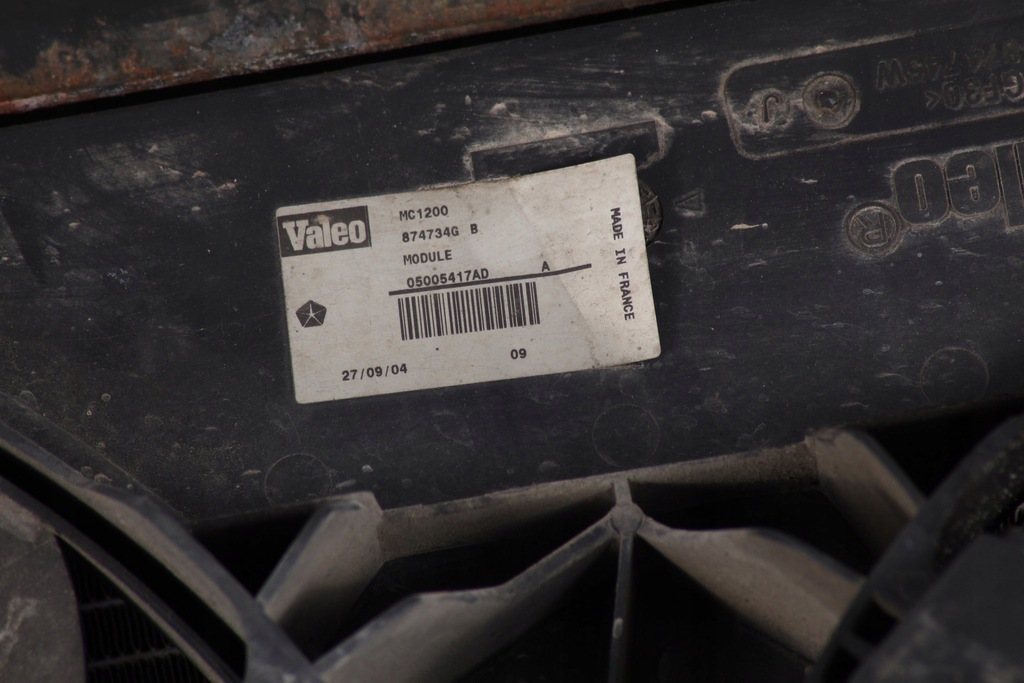 Valeo
MC1200
874734G B
MODULE
05005417AD A
09
27/09/04
MADE IN FRANCE